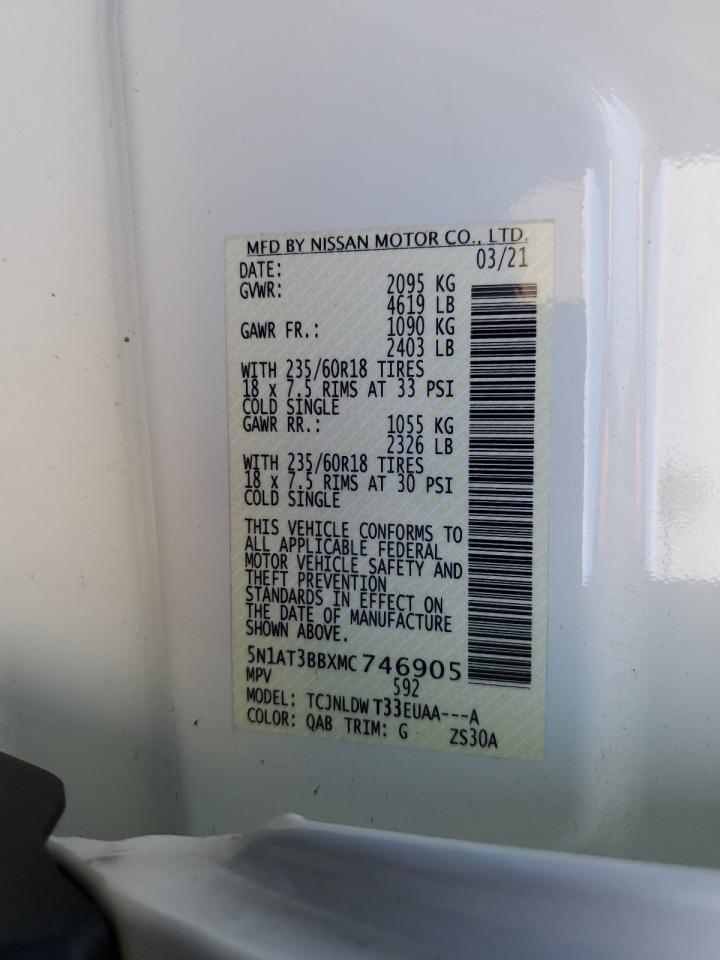 MFD BY NISSAN MOTOR CO., LTD.
DATE: 03/21
GVWR: 2095 KG
4619 LB
GAWR FR.: 1090 KG
2403 LB
WITH 235/60R18 TIRES
18 x 7.5 RIMS AT 33 PSI
COLD SINGLE
GAWR RR.: 1055 KG
2326 LB
WITH 235/60R18 TIRES
18 x 7.5 RIMS AT 30 PSI
COLD SINGLE
THIS VEHICLE CONFORMS TO
ALL APPLICABLE FEDERAL
MOTOR VEHICLE SAFETY AND
THEFT PREVENTION
STANDARDS IN EFFECT ON
THE DATE OF MANUFACTURE
SHOWN ABOVE.
5N1AT3BBXMC746905
MPV 592
MODEL: TCJNLDWT33EUAA---A
COLOR: QAB TRIM: G ZS30A